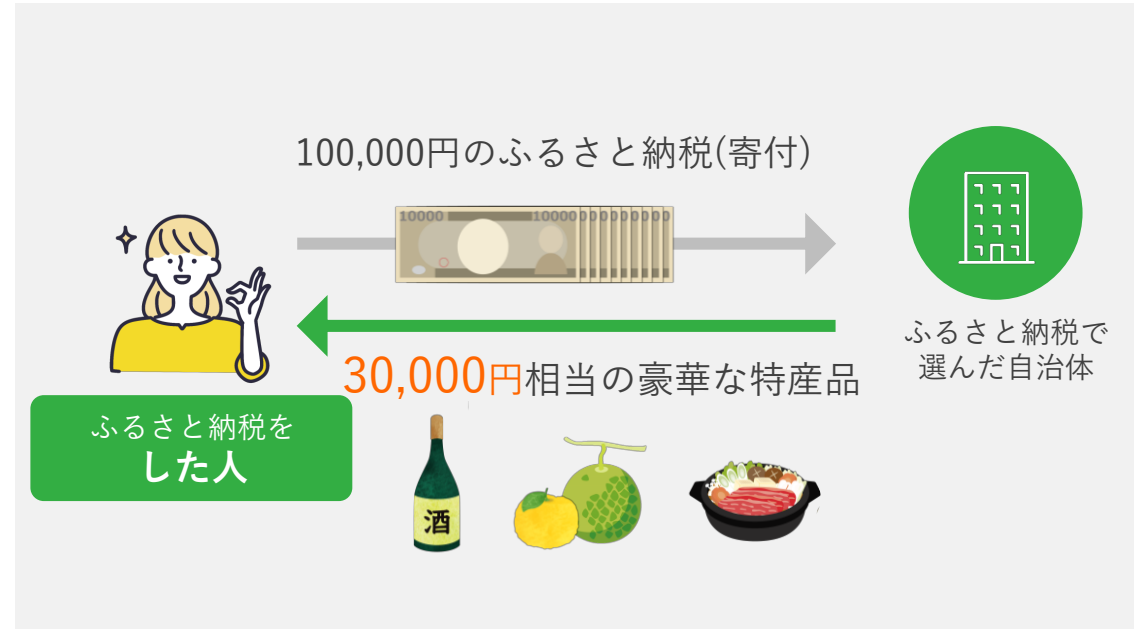 100,000円のふるさと納税(寄付)
10000 10000
ふるさと納税で
選んだ自治体
30,000円相当の豪華な特産品
ふるさと納税を
した人
酒